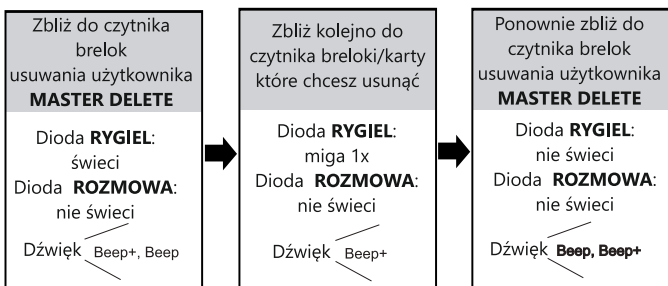 Zbliż do czytnika
brelok
usuwania użytkownika
MASTER DELETE
Dioda RYGIEL:
świeci
Dioda ROZMOWA:
nie świeci
Dźwięk Beep+, Beep
Zbliż kolejno do
czytnika breloki/karty
które chcesz usunąć
Dioda RYGIEL:
miga 1x
Dioda ROZMOWA:
nie świeci
Dźwięk Beep+
Ponownie zbliż do
czytnika brelok
usuwania użytkownika
MASTER DELETE
Dioda RYGIEL:
nie świeci
Dioda ROZMOWA:
nie świeci
Dźwięk Beep, Beep+